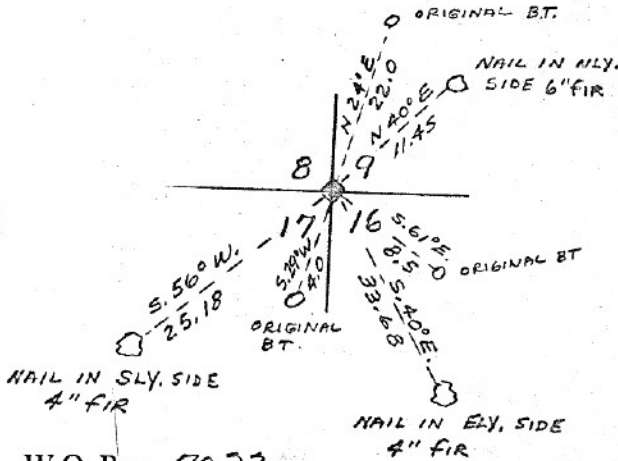 ORIGINAL B.T.
NAIL IN NLY.
SIDE 6" FIR
N 24° E
22.0
N 40° E
11.45
8 9
17 16
S. 61° E.
8.5
ORIGINAL BT
S. 56° W.
25.18
S. 29° W.
4.0
ORIGINAL
B.T.
S. 40° E.
33.68
NAIL IN SLY. SIDE
4" FIR
NAIL IN ELY. SIDE
4" FIR